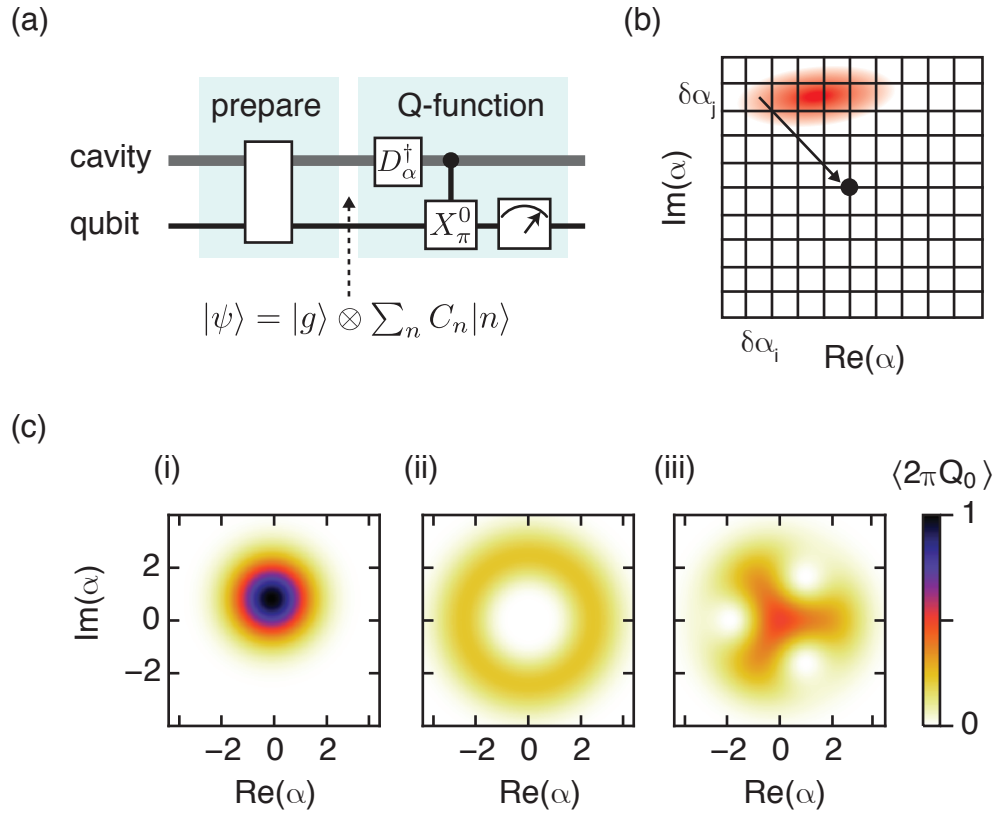 (a)
prepare
Q-function
cavity
D†α
qubit
X0π
|ψ⟩ = |g⟩ ⊗ ∑n Cn|n⟩
(b)
δαj
Im(α)
δαi
Re(α)
(c)
(i)
(ii)
(iii)
⟨2πQ0⟩
Im(α)
2
0
−2
−2 0 2
Re(α)
−2 0 2
Re(α)
−2 0 2
Re(α)
1
0